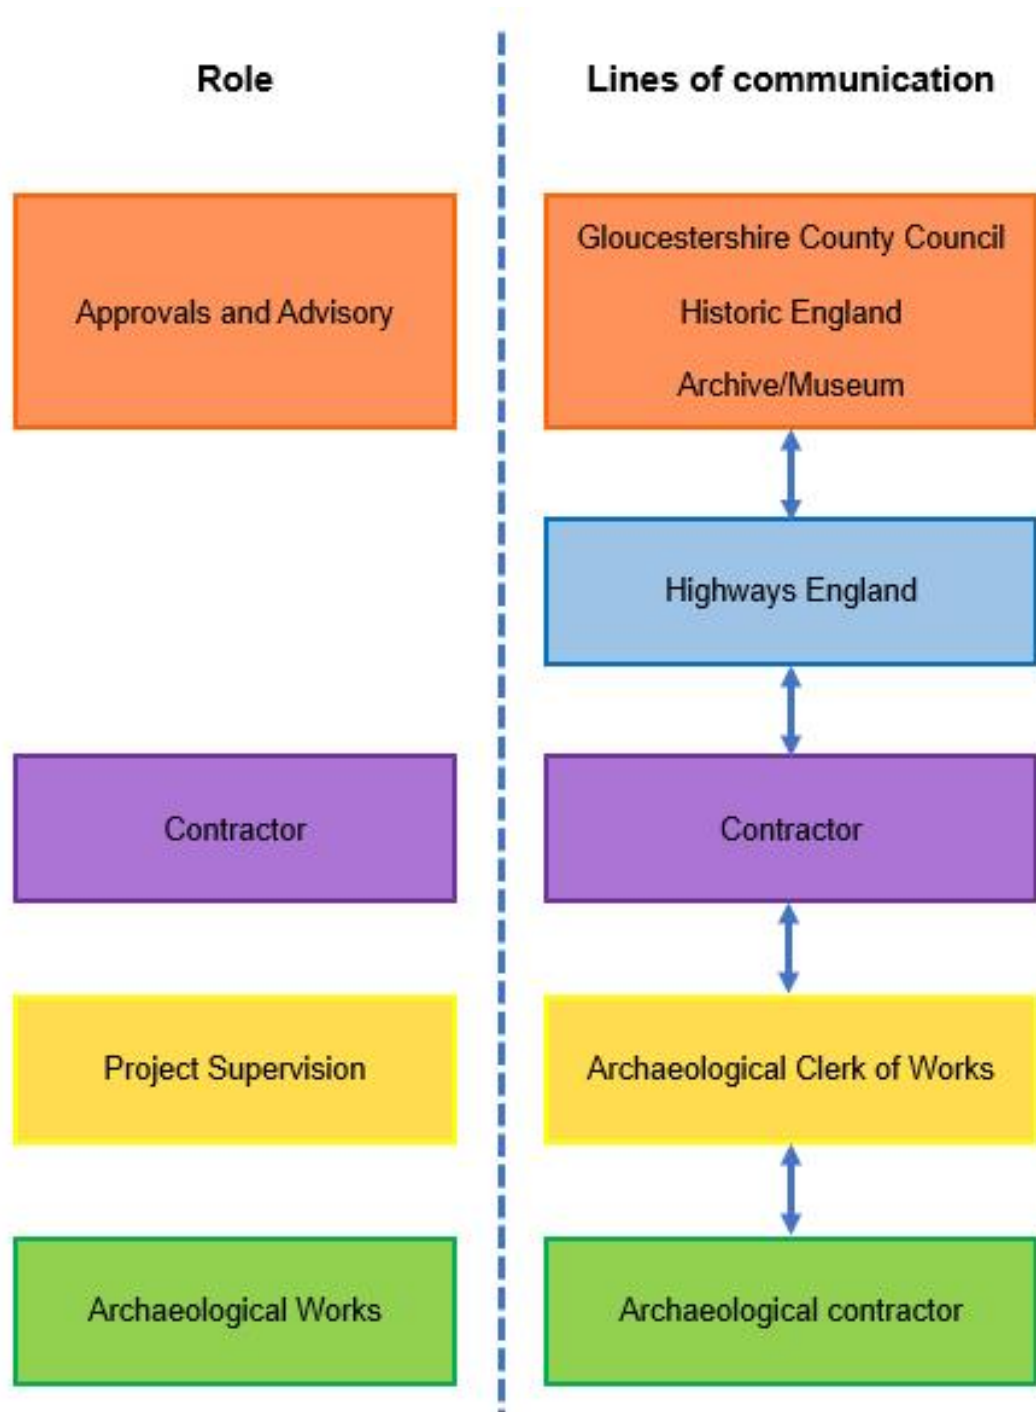 Role
Lines of communication
Approvals and Advisory
Gloucestershire County Council
Historic England
Archive/Museum
Highways England
Contractor
Contractor
Project Supervision
Archaeological Clerk of Works
Archaeological Works
Archaeological contractor